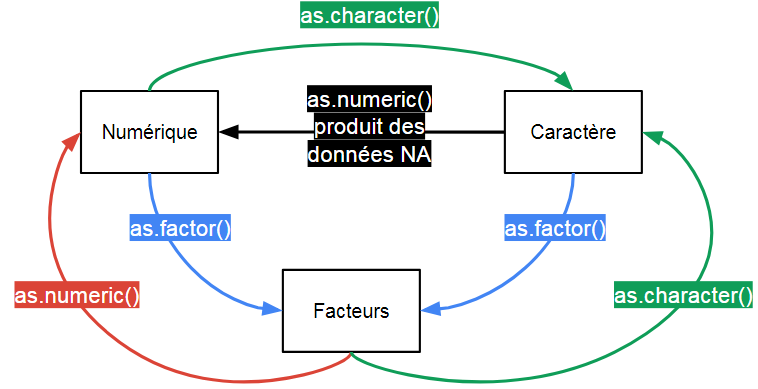 as.character()
Numérique
as.numeric()
produit des
données NA
Caractère
as.factor()
as.factor()
as.numeric()
Facteurs
as.character()